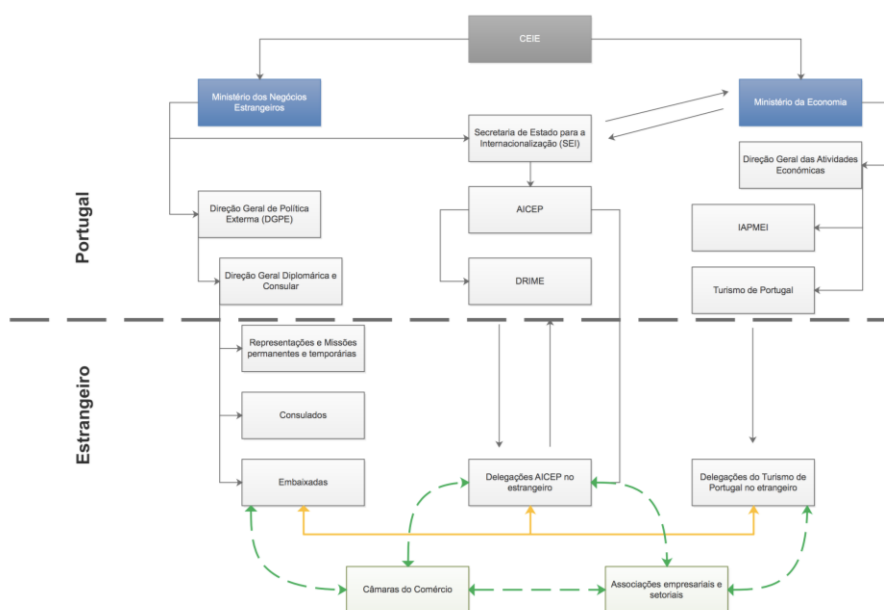 CEIE
Ministério dos Negócios
Estrangeiros
Ministério da Economia
Secretaria de Estado para a
Internacionalização (SEI)
Direção Geral das Atividades
Económicas
Portugal
Direção Geral de Política
Externa (DGPE)
AICEP
IAPMEI
Direção Geral Diplomárica e
Consular
DRIME
Turismo de Portugal
Estrangeiro
Representações e Missões
permanentes e temporárias
Consulados
Embaixadas
Delegações AICEP no
estrangeiro
Delegações do Turismo de
Portugal no etrangeiro
Câmaras do Comércio
Associações empresariais e
setoriais